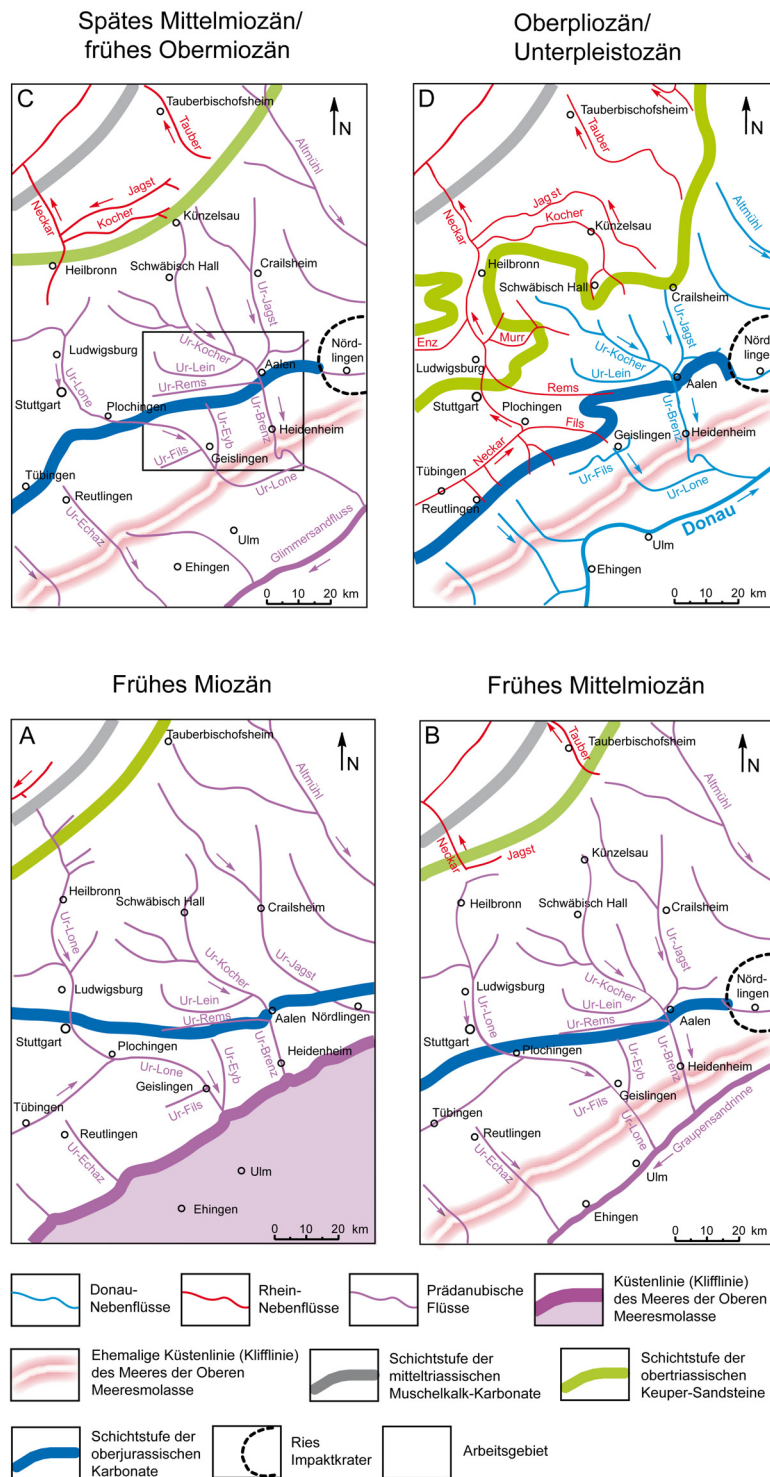 Spätes Mittelmiozän/
frühes Obermiozän
C
Tauberbischofsheim
N
Tauber
Altmühl
Jagst
Neckar
Kocher
Künzelsau
Heilbronn
Schwäbisch Hall
Crailsheim
Ur-Jagst
Ur-Kocher
Nörd-
lingen
Ludwigsburg
Ur-Lone
Ur-Lein
Aalen
Ur-Rems
Stuttgart
Plochingen
Ur-Eyb
Ur-Brenz
Heidenheim
Geislingen
Ur-Fils
Tübingen
Reutlingen
Ur-Lone
Ur-Echaz
Ulm
Glimmersandfluss
Ehingen
0 10 20 km
Oberpliozän/
Unterpleistozän
D
Tauberbischofsheim
N
Tauber
Altmühl
Jagst
Neckar
Kocher
Künzelsau
Heilbronn
Schwäbisch Hall
Crailsheim
Ur-Jagst
Ur-Kocher
Nörd-
lingen
Enz
Murr
Ludwigsburg
Ur-Lein
Aalen
Stuttgart
Rems
Plochingen
Ur-Brenz
Fils
Geislingen
Heidenheim
Neckar
Tübingen
Ur-Fils
Ur-Lone
Reutlingen
Donau
Ulm
Ehingen
0 10 20 km
Frühes Miozän
A
Tauberbischofsheim
N
Altmühl
Heilbronn
Schwäbisch Hall
Crailsheim
Ur-Lone
Ur-Kocher
Ur-Jagst
Ludwigsburg
Ur-Lein
Nördlingen
Ur-Rems
Aalen
Stuttgart
Plochingen
Ur-Eyb
Ur-Brenz
Heidenheim
Ur-Lone
Geislingen
Tübingen
Ur-Fils
Reutlingen
Ur-Echaz
Ulm
Ehingen
0 10 20 km
Frühes Mittelmiozän
B
Tauber
Tauberbischofsheim
N
Altmühl
Neckar
Jagst
Künzelsau
Heilbronn
Schwäbisch Hall
Crailsheim
Ur-Jagst
Ur-Kocher
Nörd-
lingen
Ludwigsburg
Ur-Lein
Ur-Lone
Aalen
Ur-Rems
Stuttgart
Plochingen
Ur-Eyb
Ur-Brenz
Heidenheim
Geislingen
Tübingen
Ur-Fils
Reutlingen
Ur-Lone
Graupensandrinne
Ur-Echaz
Ulm
Ehingen
0 10 20 km
Donau-
Nebenflüsse
Rhein-
Nebenflüsse
Prädanubische
Flüsse
Küstenlinie (Klifflinie)
des Meeres der Oberen
Meeresmolasse
Ehemalige Küstenlinie (Klifflinie)
des Meeres der Oberen
Meeresmolasse
Schichtstufe der
mitteltriassischen
Muschelkalk-Karbonate
Schichtstufe der
obertriassischen
Keuper-Sandsteine
Schichtstufe der
oberjurassischen
Karbonate
Ries
Impaktkrater
Arbeitsgebiet